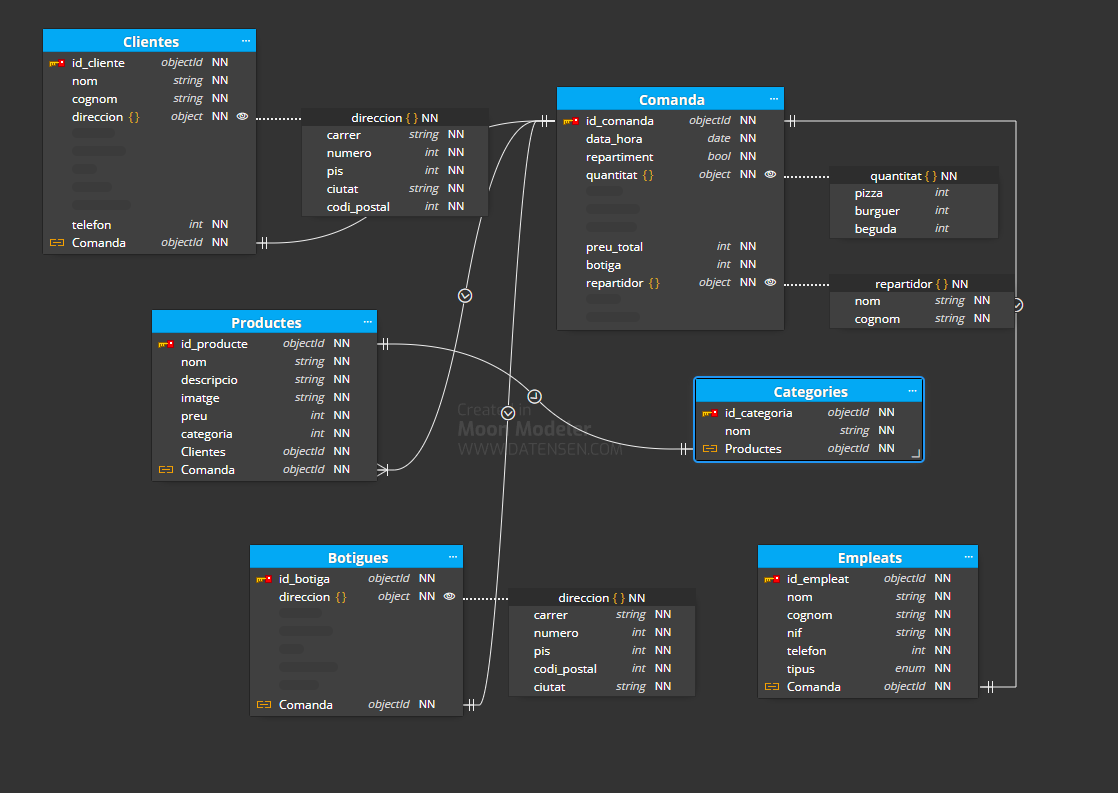 Clientes ...
id_cliente objectId NN
nom string NN
cognom string NN
direccion { } object NN
telefon int NN
Comanda objectId NN
direccion { } NN
carrer string NN
numero int NN
pis int NN
ciutat string NN
codi_postal int NN
Comanda ...
id_comanda objectId NN
data_hora date NN
repartiment bool NN
quantitat { } object NN
preu_total int NN
botiga int NN
repartidor { } object NN
quantitat { } NN
pizza int
burguer int
beguda int
repartidor { } NN
nom string NN
cognom string NN
Productes ...
id_producte objectId NN
nom string NN
descripcio string NN
imatge string NN
preu int NN
categoria int NN
Clientes objectId NN
Comanda objectId NN
Created in
Moon Modeler
WWW.DATENSEN.COM
Categories ...
id_categoria objectId NN
nom string NN
Productes objectId NN
Botigues ...
id_botiga objectId NN
direccion { } object NN
Comanda objectId NN
direccion { } NN
carrer string NN
numero int NN
pis int NN
codi_postal int NN
ciutat string NN
Empleats ...
id_empleat objectId NN
nom string NN
cognom string NN
nif string NN
telefon int NN
tipus enum NN
Comanda objectId NN